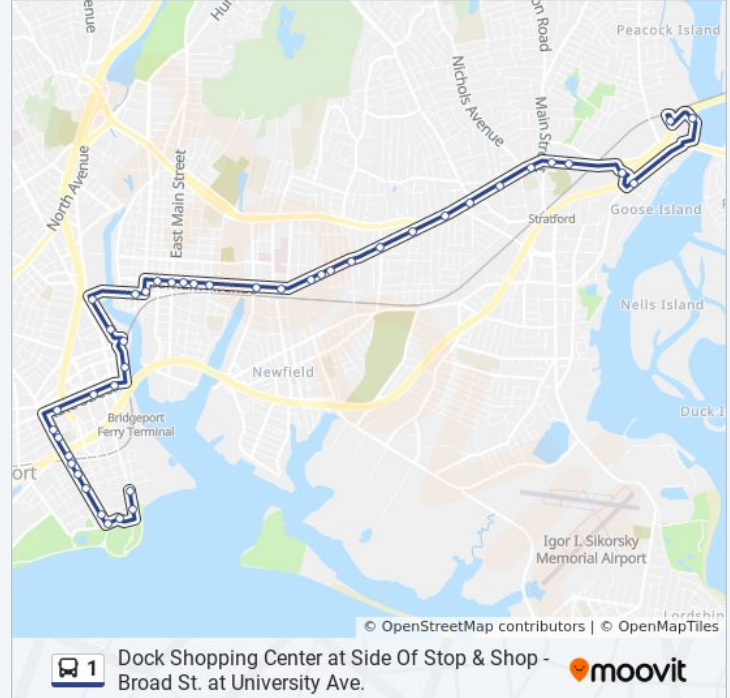 Peacock Island
Nichols Avenue
North Avenue
East Main Street
Stratford
Goose Island
Nells Island
Newfield
Bridgeport
Ferry Terminal
Igor I. Sikorsky
Memorial Airport
© OpenStreetMap contributors | © OpenMapTiles
1
Dock Shopping Center at Side Of Stop & Shop -
Broad St. at University Ave.
moovit